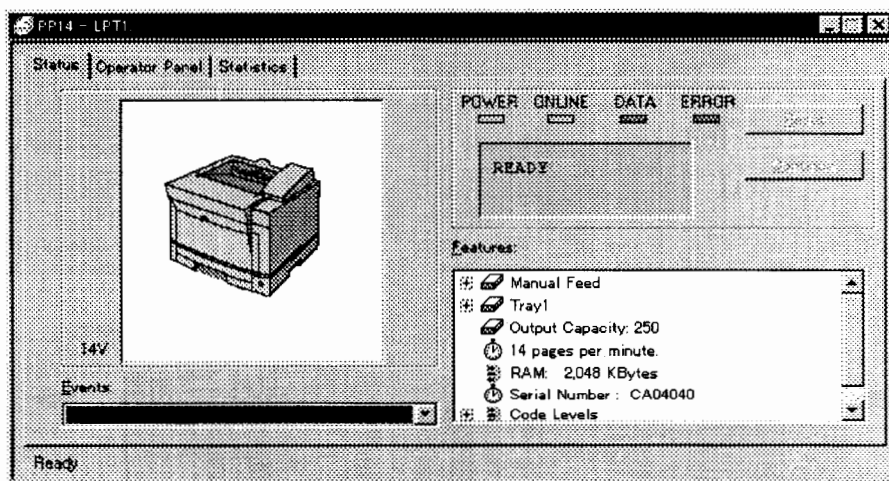 PP14 - LPT1:
Status
Operator Panel
Statistics
14V
Events:
POWER ONLINE DATA ERROR
READY
Features:
Manual Feed
Tray1
Output Capacity: 250
14 pages per minute.
RAM: 2,048 KBytes
Serial Number : CA04040
Code Levels
Ready